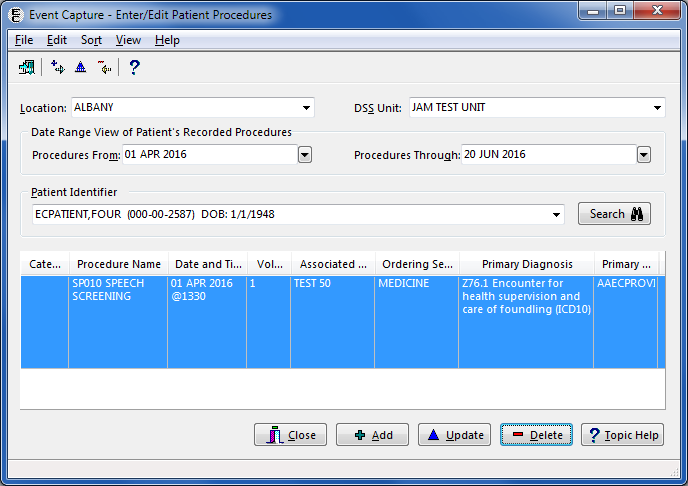 Event Capture - Enter/Edit Patient Procedures
File Edit Sort View Help
Location: ALBANY DSS Unit: JAM TEST UNIT
Date Range View of Patient's Recorded Procedures
Procedures From: 01 APR 2016 Procedures Through: 20 JUN 2016
Patient Identifier
ECPATIENT,FOUR (000-00-2587) DOB: 1/1/1948 Search
Cate... Procedure Name Date and Ti... Vol... Associated ... Ordering Se... Primary Diagnosis Primary ...
SP010 SPEECH 01 APR 2016 1 TEST 50 MEDICINE Z76.1 Encounter for AAECPROVI
SCREENING @1330 health supervision and
care of foundling (ICD10)
Close Add Update Delete Topic Help